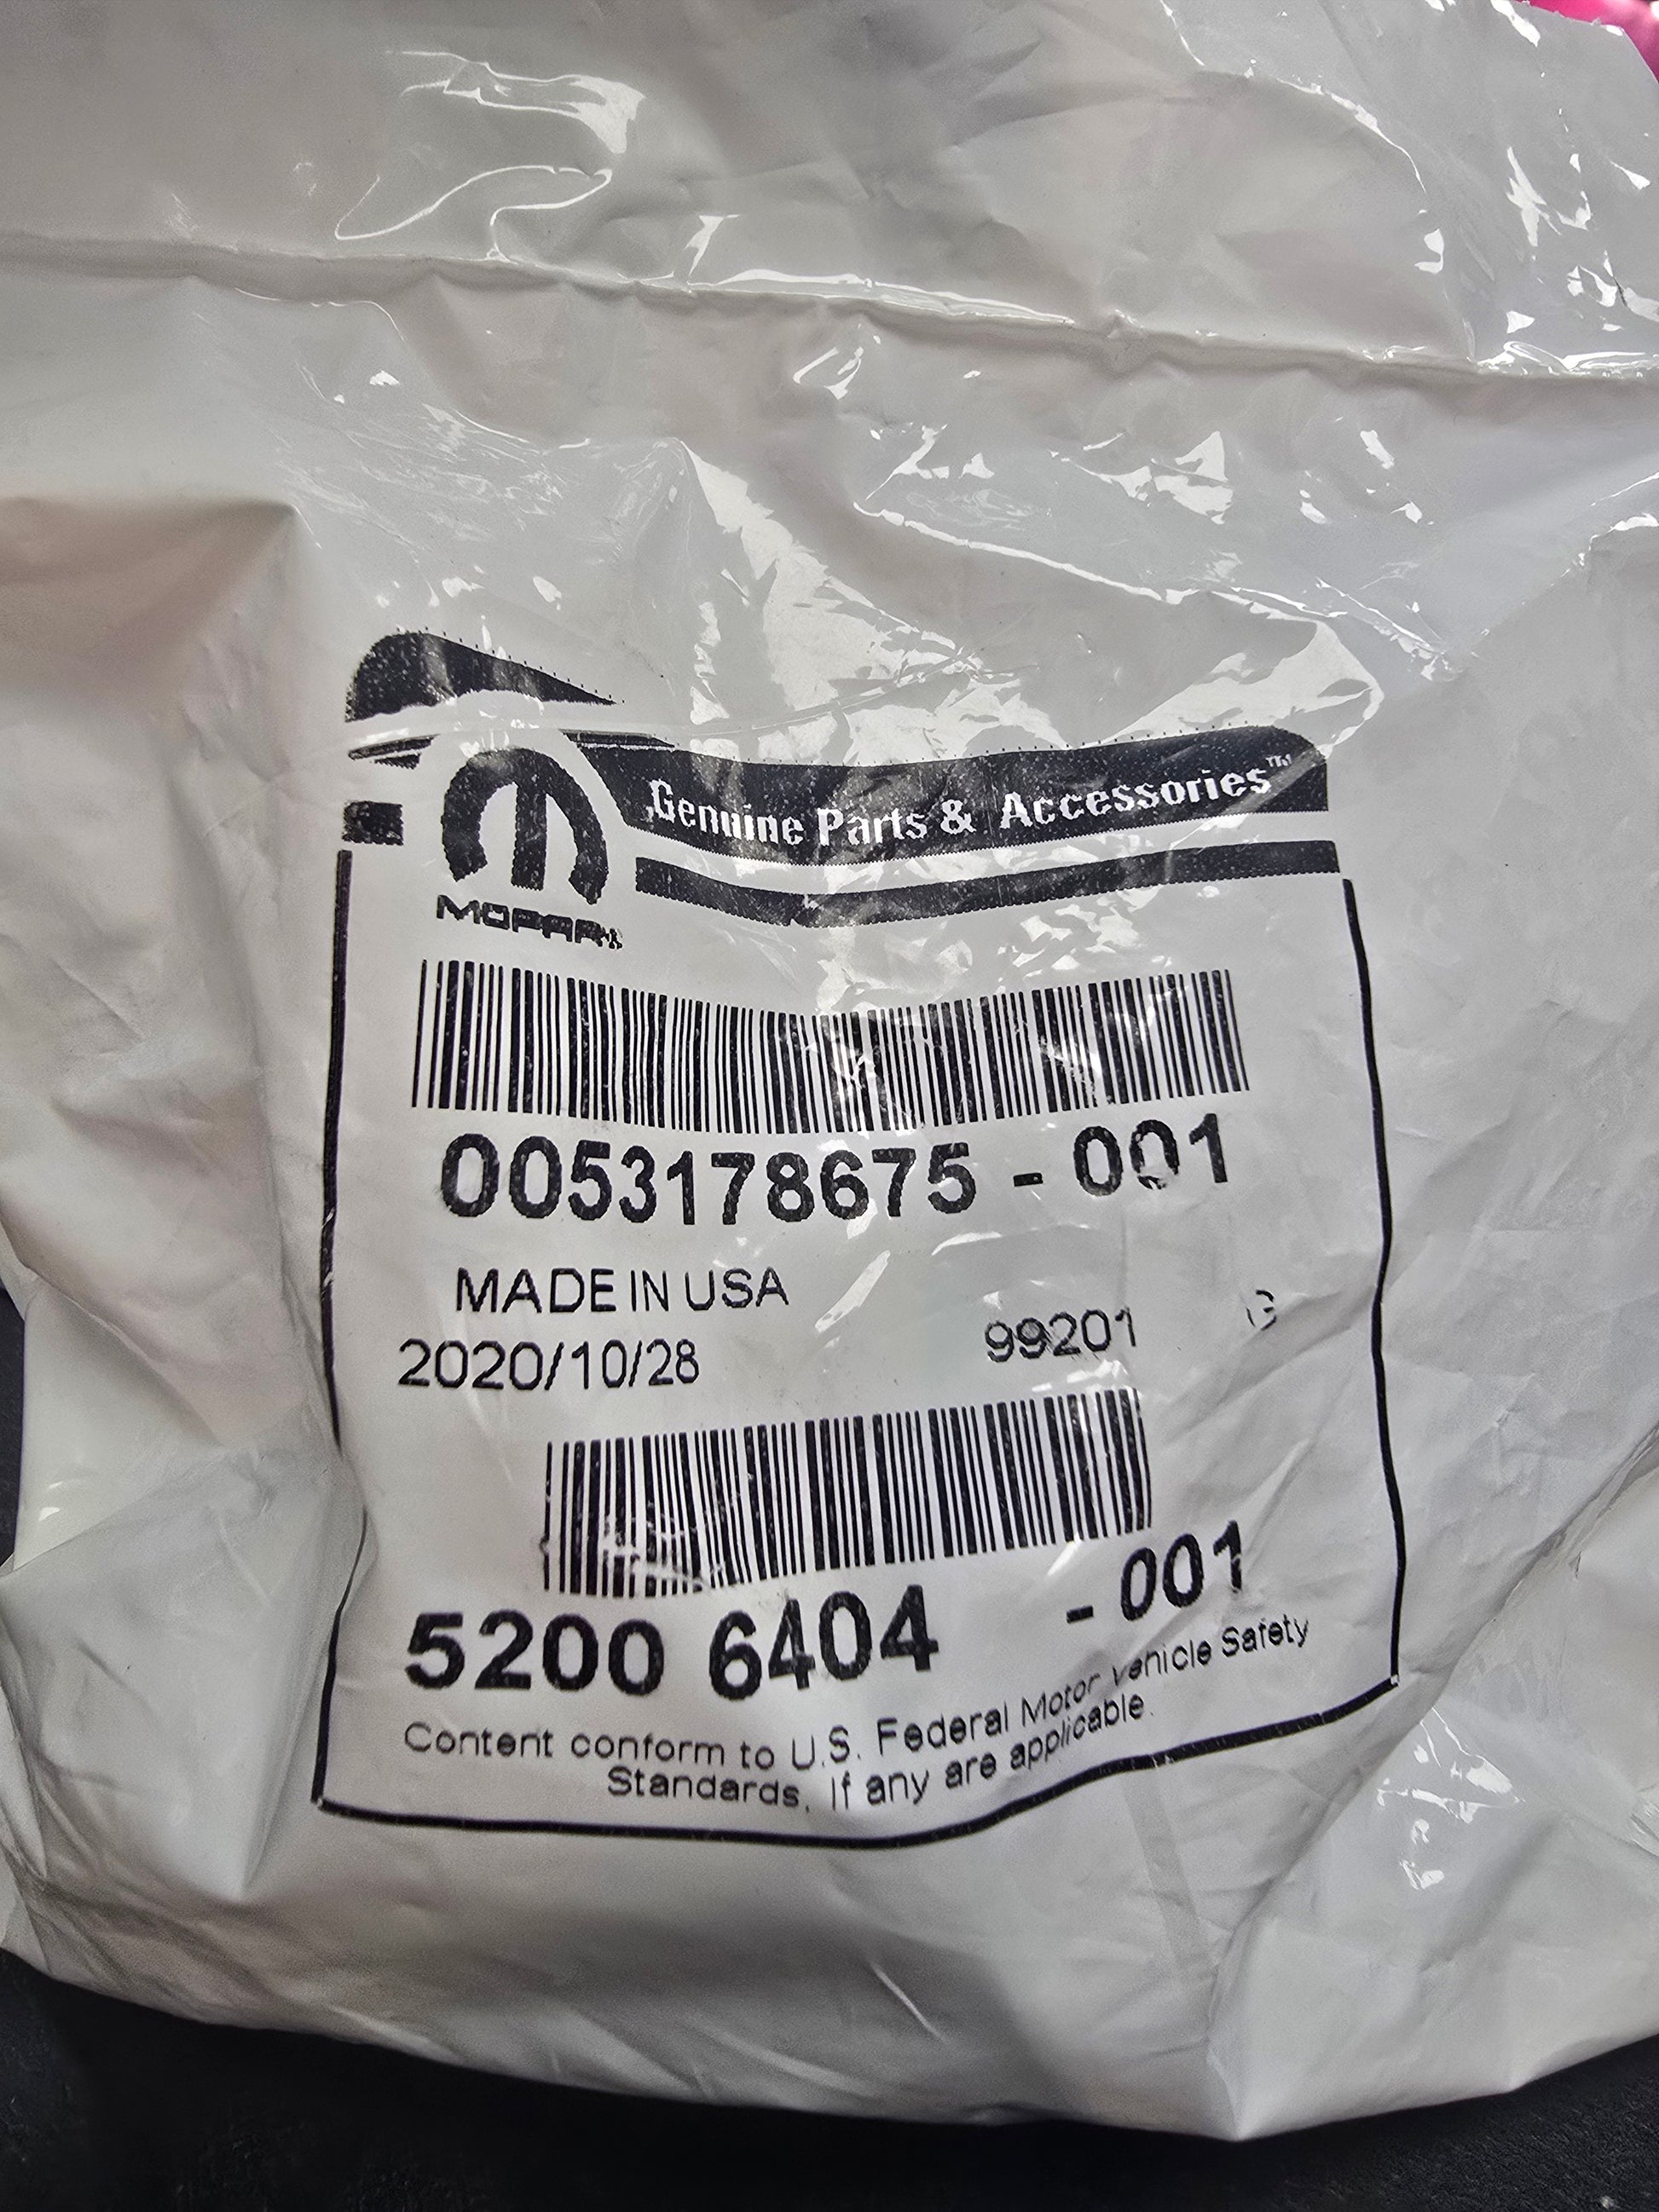 Genuine Parts & Accessories™
MOPAR
0053178675 - 001
MADE IN USA
2020/10/28 99201
5200 6404 - 001
Content conform to U.S. Federal Motor Vehicle Safety
Standards, If any are applicable.